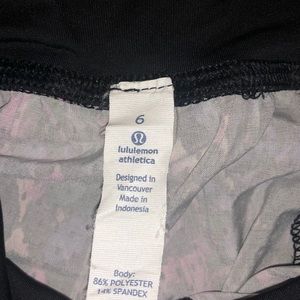 6
lululemon
athletica
Designed in
Vancouver
Made in
Indonesia
Body:
86% POLYESTER
14% SPANDEX